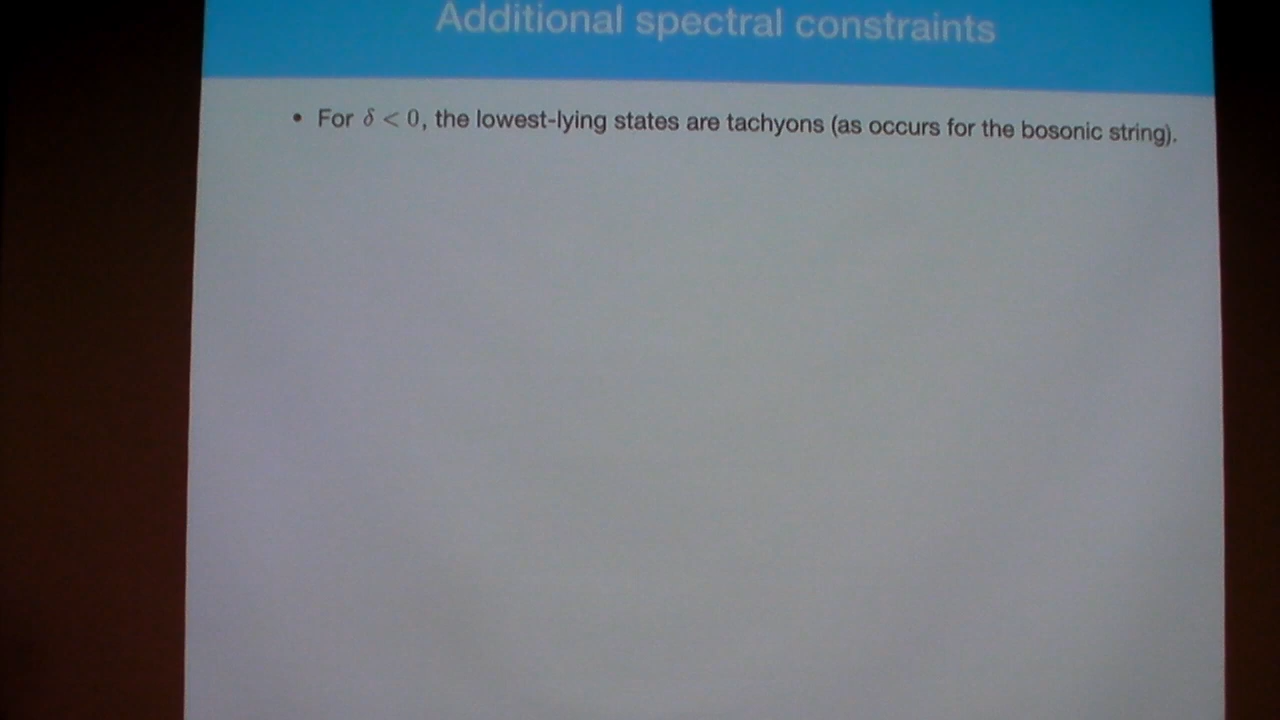 Additional spectral constraints
• For δ < 0, the lowest-lying states are tachyons (as occurs for the bosonic string).